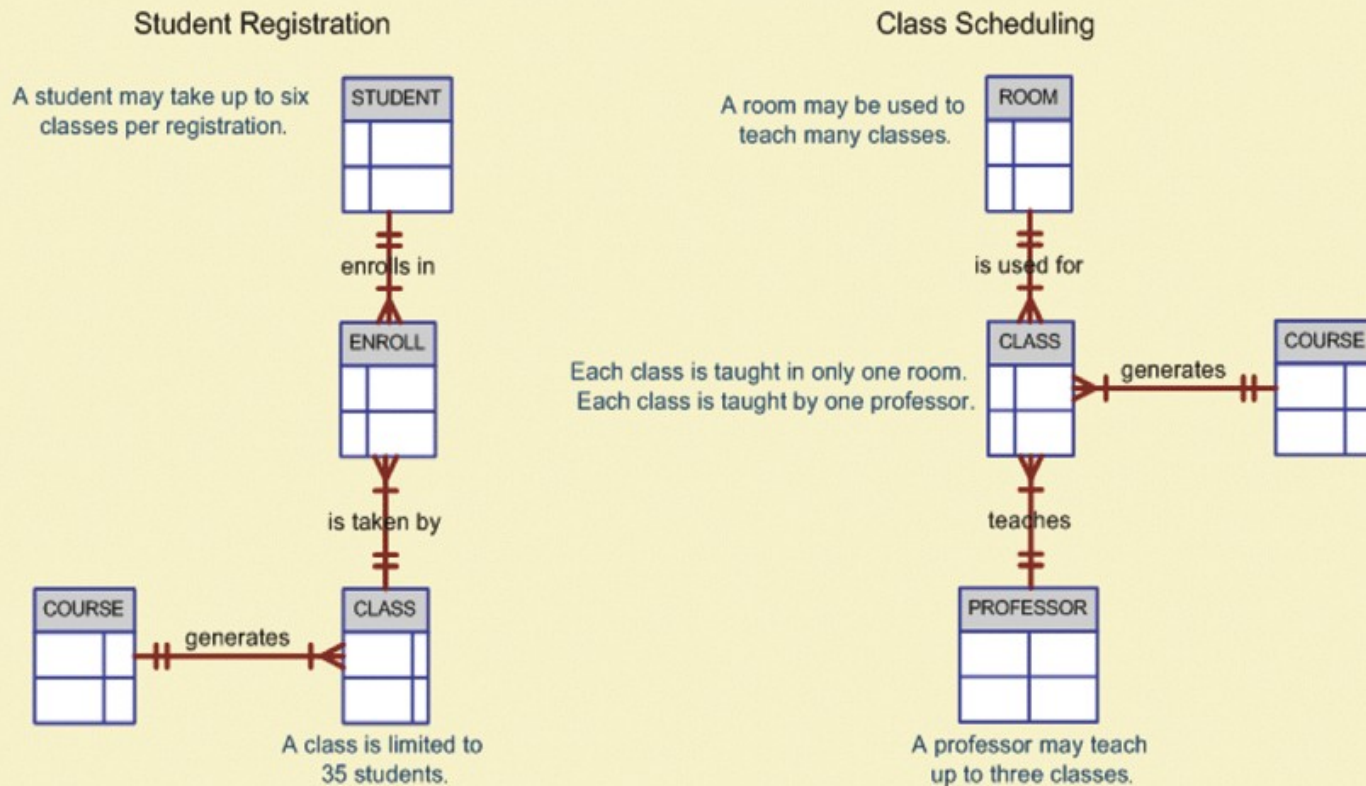 Student Registration
A student may take up to six
classes per registration.
STUDENT
enrolls in
ENROLL
is taken by
COURSE
generates
CLASS
A class is limited to
35 students.
Class Scheduling
A room may be used to
teach many classes.
ROOM
is used for
Each class is taught in only one room.
Each class is taught by one professor.
CLASS
generates
COURSE
teaches
PROFESSOR
A professor may teach
up to three classes.